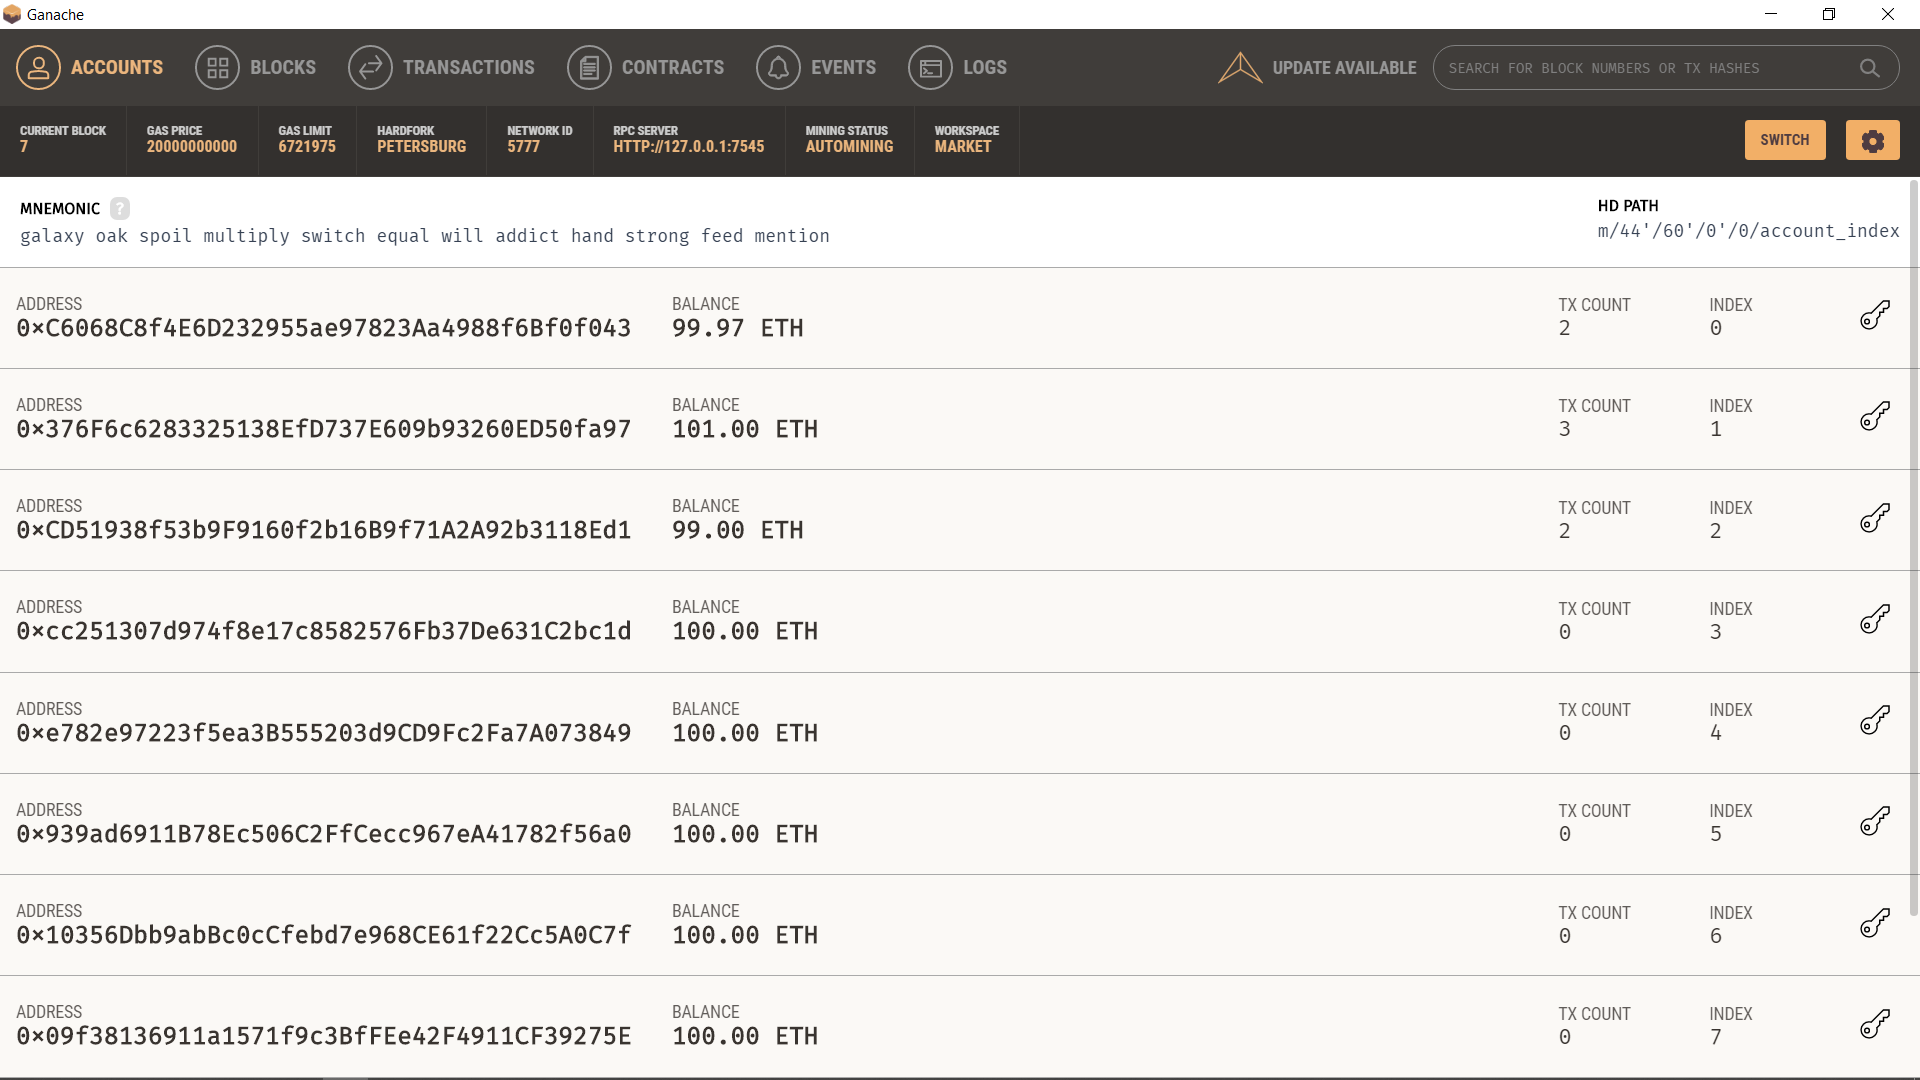 Ganache
ACCOUNTS BLOCKS TRANSACTIONS CONTRACTS EVENTS LOGS UPDATE AVAILABLE SEARCH FOR BLOCK NUMBERS OR TX HASHES
CURRENT BLOCK GAS PRICE GAS LIMIT HARDFORK NETWORK ID RPC SERVER MINING STATUS WORKSPACE
7 20000000000 6721975 PETERSBURG 5777 HTTP://127.0.0.1:7545 AUTOMINING MARKET SWITCH
MNEMONIC ? HD PATH
galaxy oak spoil multiply switch equal will addict hand strong feed mention m/44'/60'/0'/0/account_index
ADDRESS BALANCE TX COUNT INDEX
0×C6068C8f4E6D232955ae97823Aa4988f6Bf0f043 99.97 ETH 2 0
ADDRESS BALANCE TX COUNT INDEX
0×376F6c6283325138EfD737E609b93260ED50fa97 101.00 ETH 3 1
ADDRESS BALANCE TX COUNT INDEX
0×CD51938f53b9F9160f2b16B9f71A2A92b3118Ed1 99.00 ETH 2 2
ADDRESS BALANCE TX COUNT INDEX
0×cc251307d974f8e17c8582576Fb37De631C2bc1d 100.00 ETH 0 3
ADDRESS BALANCE TX COUNT INDEX
0×e782e97223f5ea3B555203d9CD9Fc2Fa7A073849 100.00 ETH 0 4
ADDRESS BALANCE TX COUNT INDEX
0×939ad6911B78Ec506C2FfCecc967eA41782f56a0 100.00 ETH 0 5
ADDRESS BALANCE TX COUNT INDEX
0×10356Dbb9abBc0cCfebd7e968CE61f22Cc5A0C7f 100.00 ETH 0 6
ADDRESS BALANCE TX COUNT INDEX
0×09f38136911a1571f9c3BfFEe42F4911CF39275E 100.00 ETH 0 7